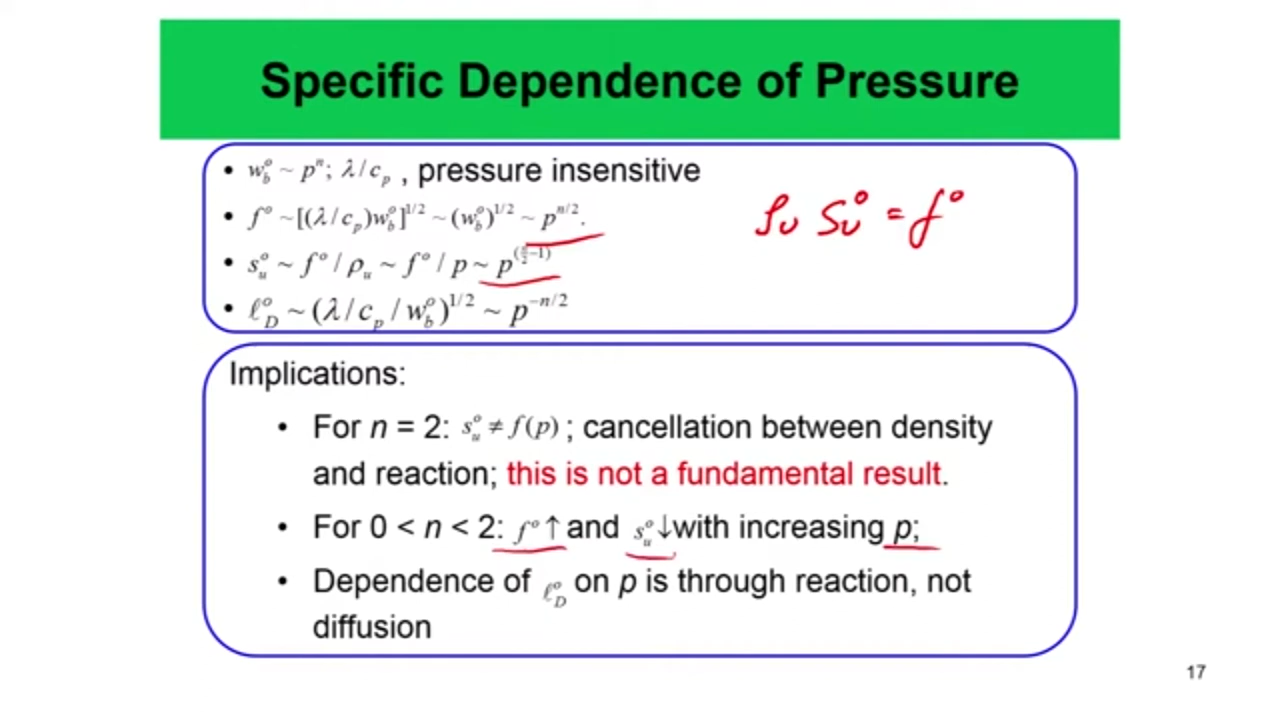 Specific Dependence of Pressure
• w_b^o ~ p^n; λ/c_p , pressure insensitive
• f^o ~[(λ/c_p)w_b^o]^{1/2} ~ (w_b^o)^{1/2} ~ p^{n/2}.
ρ_u S_u^o = f^o
• s_u^o ~ f^o / ρ_u ~ f^o / p ~ p^{(n/2−1)}
• ℓ_D^o ~ (λ/c_p / w_b^o)^{1/2} ~ p^{−n/2}
Implications:
• For n = 2: s_u^o ≠ f(p) ; cancellation between density
and reaction; this is not a fundamental result.
• For 0 < n < 2: f^o ↑ and s_u^o ↓ with increasing p;
• Dependence of ℓ_D^o on p is through reaction, not
diffusion
17